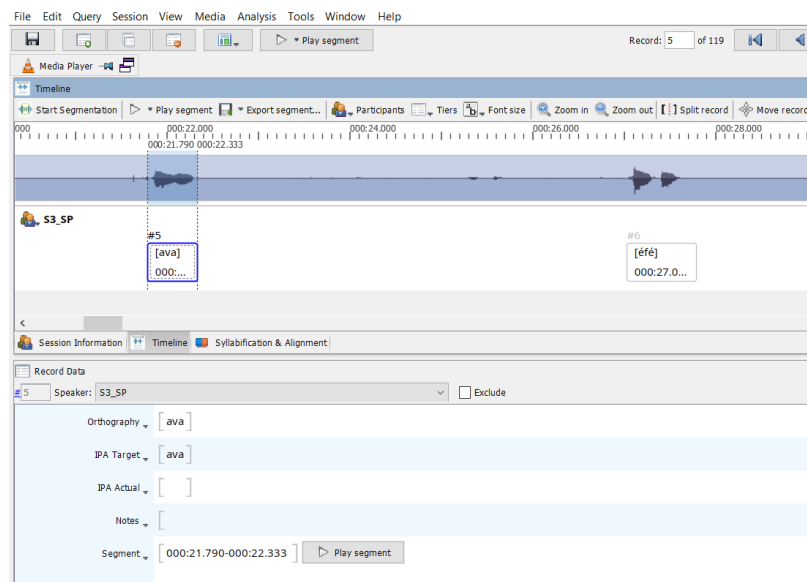 File Edit Query Session View Media Analysis Tools Window Help
Play segment Record: 5 of 119
Media Player
Timeline
Start Segmentation Play segment Export segment... Participants Tiers Font size Zoom in Zoom out Split record Move record
000 000:22.000 000:24.000 000:26.000 000:28.000
000:21.790 000:22.333
S3_SP
#5 #6
[ava] [éfé]
000:... 000:27.0...
Session Information Timeline Syllabification & Alignment
Record Data
# 5 Speaker: S3_SP Exclude
Orthography [ ava ]
IPA Target [ ava ]
IPA Actual [ ]
Notes [
Segment [ 000:21.790-000:22.333 ] Play segment